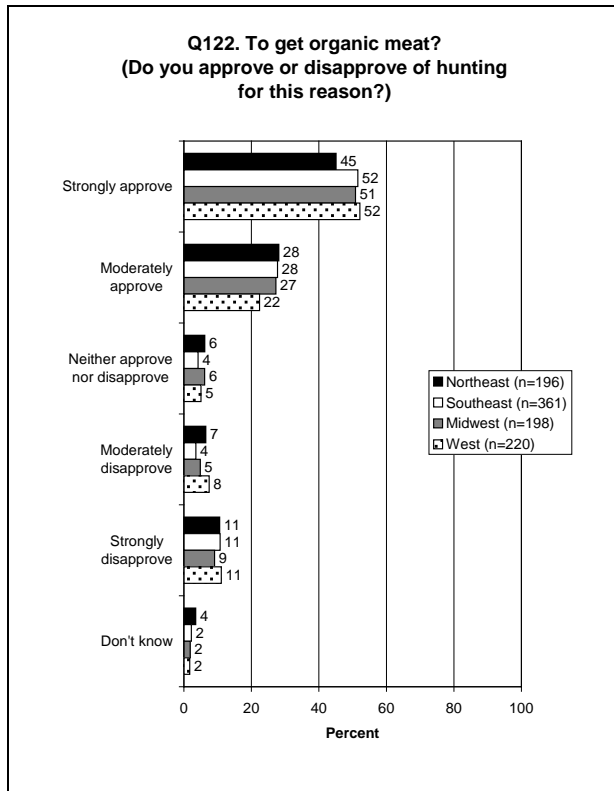 Q122. To get organic meat?
(Do you approve or disapprove of hunting
for this reason?)
Strongly approve
45
52
51
52
Moderately
approve
28
28
27
22
Neither approve
nor disapprove
6
4
6
5
Moderately
disapprove
7
4
5
8
Strongly
disapprove
11
11
9
11
Don't know
4
2
2
2
Northeast (n=196)
Southeast (n=361)
Midwest (n=198)
West (n=220)
0 20 40 60 80 100
Percent